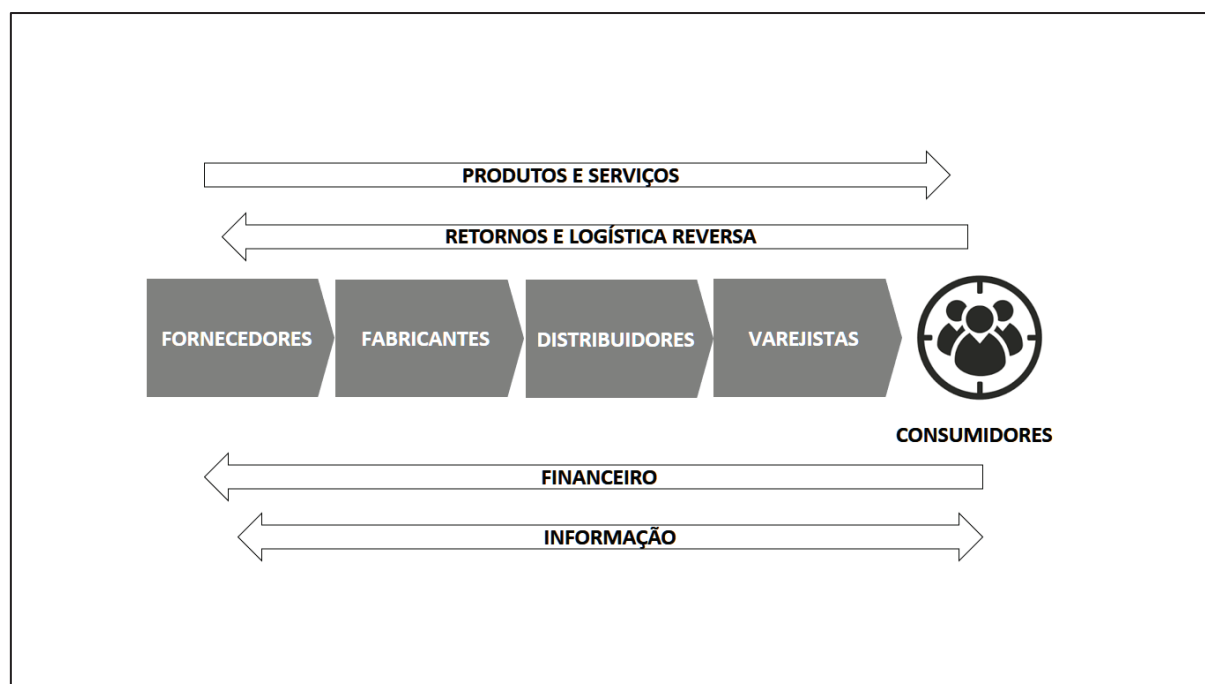 PRODUTOS E SERVIÇOS
RETORNOS E LOGÍSTICA REVERSA
FORNECEDORES
FABRICANTES
DISTRIBUIDORES
VAREJISTAS
CONSUMIDORES
FINANCEIRO
INFORMAÇÃO